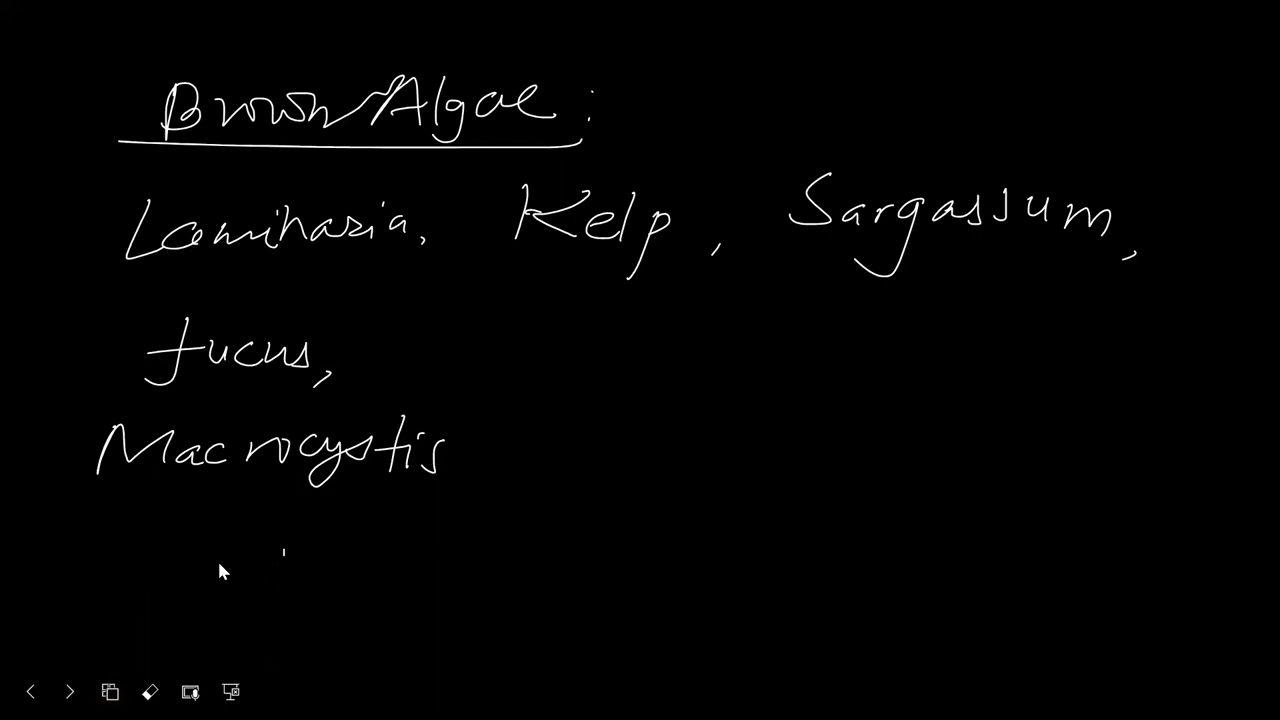 Brown Algae :
Laminaria, Kelp, Sargassum,
fucus,
Macrocystis